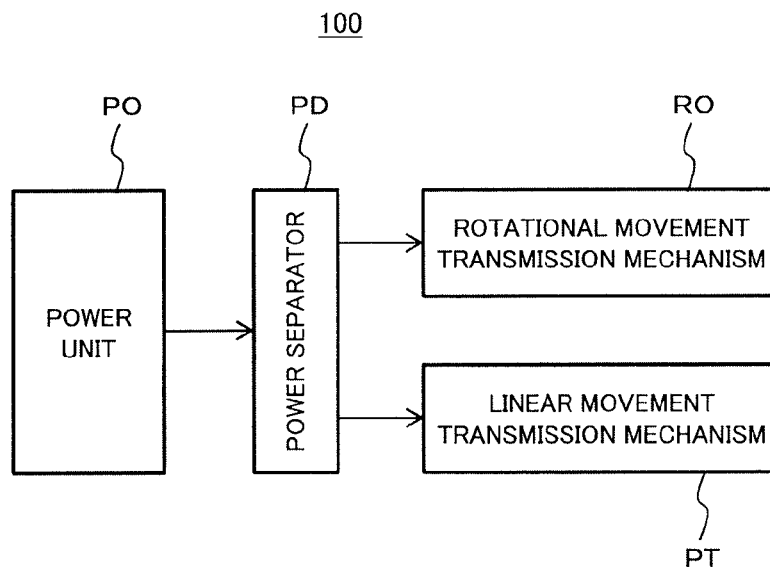 100
PO
PD
RO
POWER
UNIT
POWER SEPARATOR
ROTATIONAL MOVEMENT
TRANSMISSION MECHANISM
LINEAR MOVEMENT
TRANSMISSION MECHANISM
PT